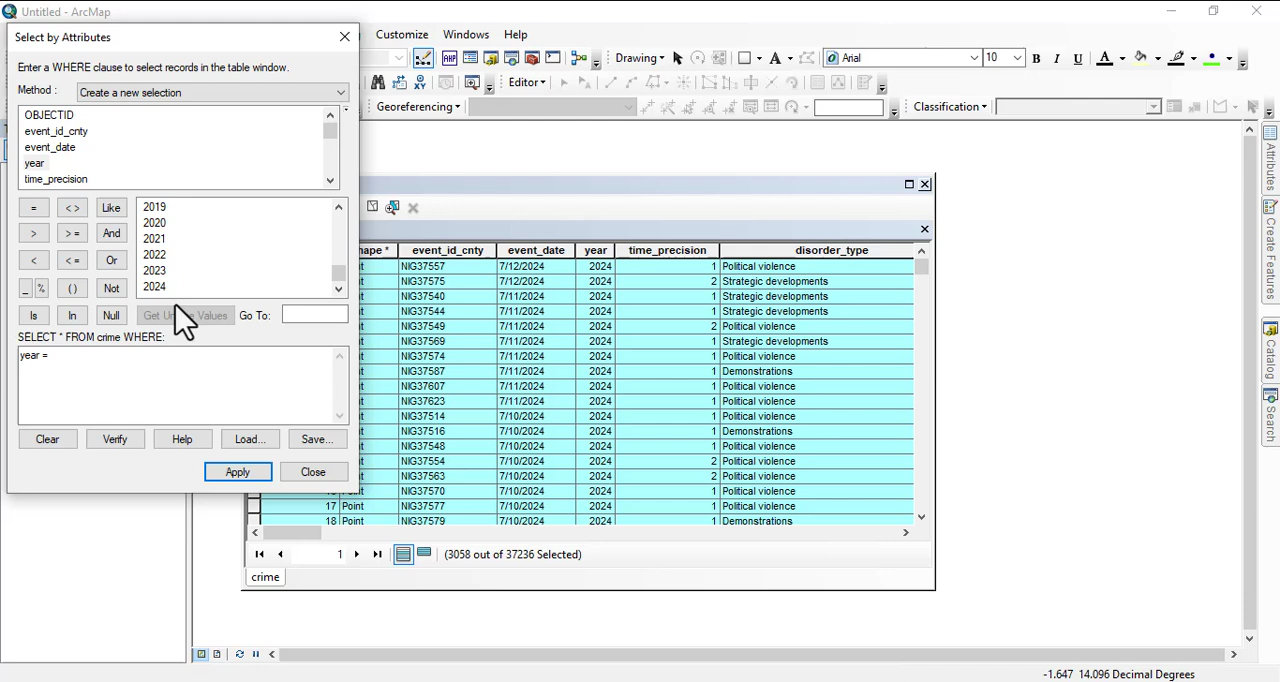 Untitled - ArcMap
Select by Attributes
Customize Windows Help
Enter a WHERE clause to select records in the table window.
Method : Create a new selection
Drawing Arial 10 B I U A
Editor
Georeferencing Classification
OBJECTID
event_id_cnty
event_date
year
time_precision
= < > Like
> > = And
< < = Or
_ % ( ) Not
Is In Null
2019
2020
2021
2022
2023
2024
Go To:
SELECT * FROM crime WHERE:
year =
Clear Verify Help Load... Save...
Apply Close
event_id_cnty event_date year time_precision disorder_type
NIG37557 7/12/2024 2024 1 Political violence
NIG37575 7/12/2024 2024 2 Strategic developments
NIG37540 7/11/2024 2024 1 Strategic developments
NIG37544 7/11/2024 2024 1 Strategic developments
NIG37549 7/11/2024 2024 2 Political violence
NIG37569 7/11/2024 2024 1 Strategic developments
NIG37574 7/11/2024 2024 1 Political violence
NIG37587 7/11/2024 2024 1 Demonstrations
NIG37607 7/11/2024 2024 1 Political violence
NIG37623 7/11/2024 2024 1 Political violence
NIG37514 7/10/2024 2024 1 Political violence
NIG37516 7/10/2024 2024 1 Demonstrations
NIG37548 7/10/2024 2024 1 Political violence
NIG37554 7/10/2024 2024 2 Political violence
NIG37563 7/10/2024 2024 2 Political violence
NIG37570 7/10/2024 2024 1 Political violence
17 Point NIG37577 7/10/2024 2024 1 Political violence
18 Point NIG37579 7/10/2024 2024 1 Demonstrations
1 (3058 out of 37236 Selected)
crime
Attributes
Create Features
Catalog
Search
-1.647 14.096 Decimal Degrees